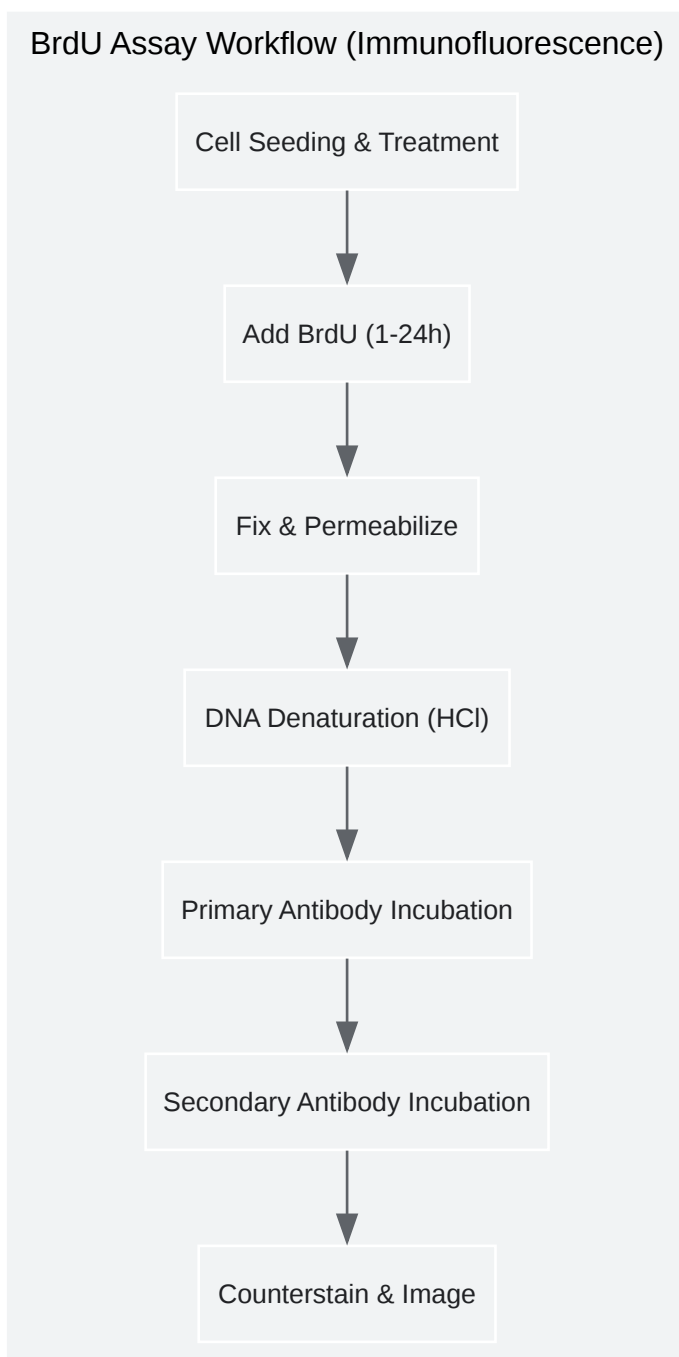 BrdU Assay Workflow (Immunofluorescence)
Cell Seeding & Treatment
Add BrdU (1-24h)
Fix & Permeabilize
DNA Denaturation (HCl)
Primary Antibody Incubation
Secondary Antibody Incubation
Counterstain & Image